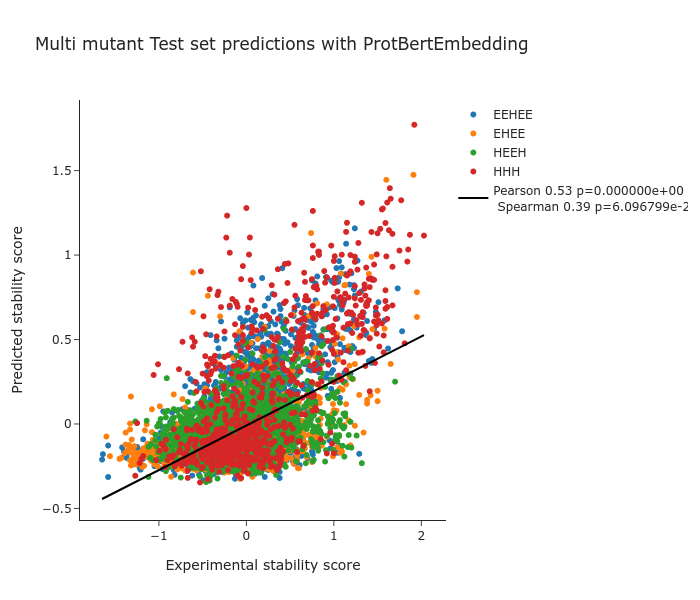 Multi mutant Test set predictions with ProtBertEmbedding
EEHEE
EHEE
HEEH
HHH
Pearson 0.53 p=0.000000e+00
Spearman 0.39 p=6.096799e-2
Predicted stability score
1.5
1
0.5
0
−0.5
−1
0
1
2
Experimental stability score